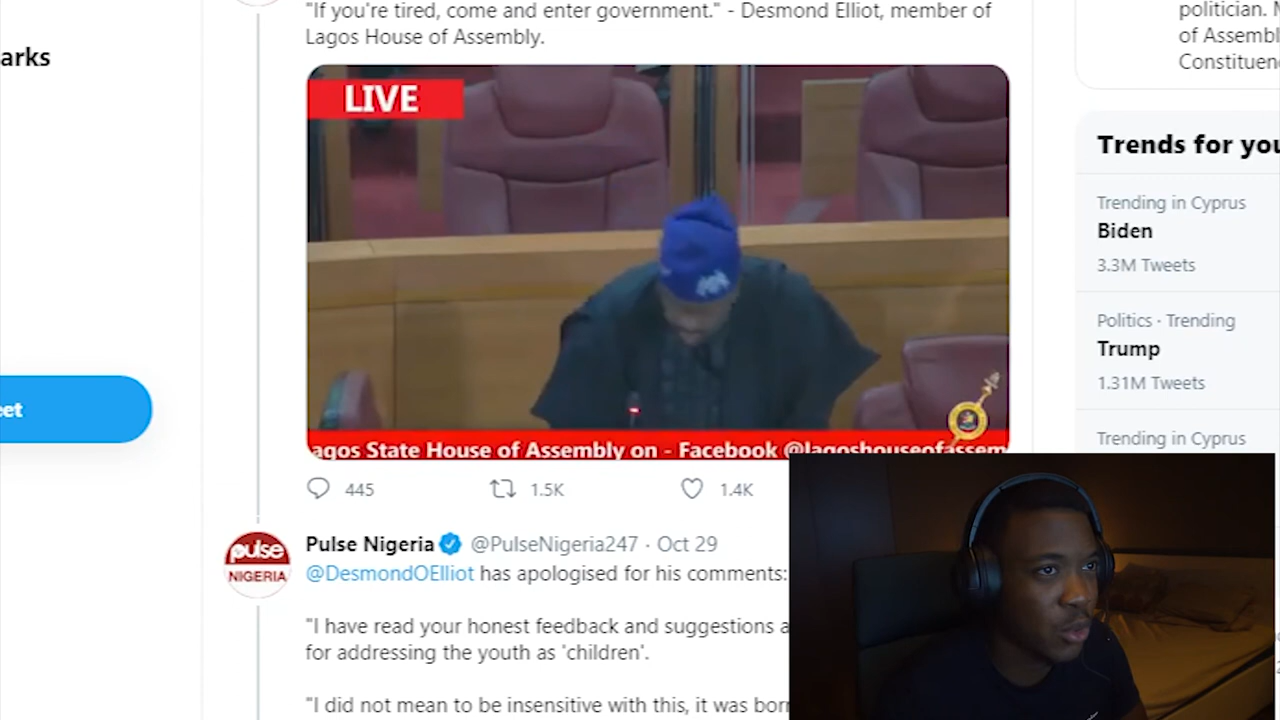 "If you're tired, come and enter government." - Desmond Elliot, member of
Lagos House of Assembly.
LIVE
agos State House of Assembly on - Facebook @lagoshouseofassem
445
1.5K
1.4K
pulse
NIGERIA
Pulse Nigeria @PulseNigeria247 · Oct 29
@DesmondOElliot has apologised for his comments:
"I have read your honest feedback and suggestions a
for addressing the youth as 'children'.
"I did not mean to be insensitive with this, it was born
arks
eet
politician.
of Assembl
Constituen
Trends for you
Trending in Cyprus
Biden
3.3M Tweets
Politics · Trending
Trump
1.31M Tweets
Trending in Cyprus